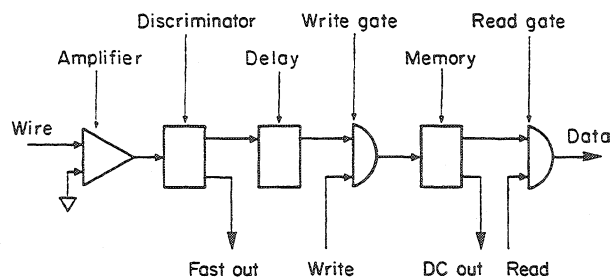 Discriminator
Write gate
Read gate
Amplifier
Delay
Memory
Wire
Data
Fast out
Write
DC out
Read